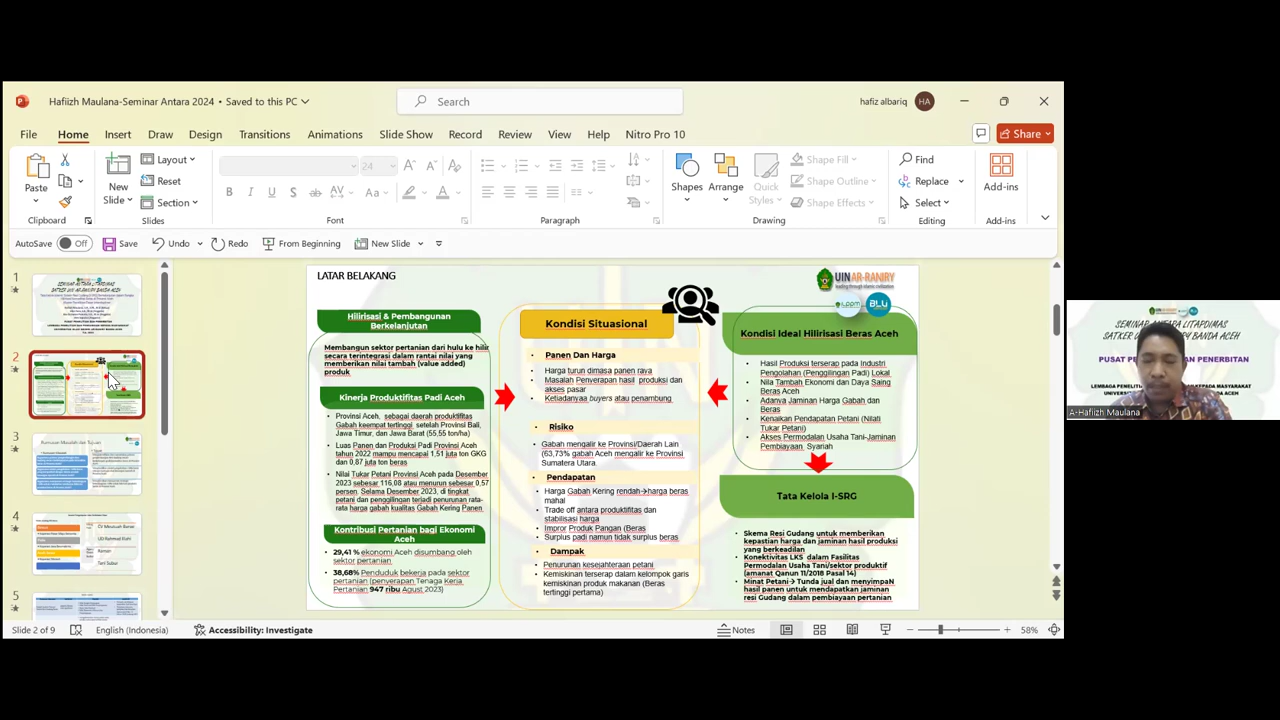 Hafiizh Maulana-Seminar Antara 2024 • Saved to this PC
Search
hafiz albariq
HA
File
Home
Insert
Draw
Design
Transitions
Animations
Slide Show
Record
Review
View
Help
Nitro Pro 10
Share
Paste
Clipboard
New
Slide
Layout
Reset
Section
Slides
24
Font
Paragraph
Shapes
Arrange
Quick
Styles
Shape Fill
Shape Outline
Shape Effects
Drawing
Find
Replace
Select
Editing
Add-ins
Add-ins
AutoSave
Off
Save
Undo
Redo
From Beginning
New Slide
1
2
3
4
5
LATAR BELAKANG
UIN AR-RANIRY
BLU
Hilirisasi & Pembangunan
Berkelanjutan
Membangun sektor pertanian dari hulu ke hilir
secara terintegrasi dalam rantai nilai yang
memberikan nilai tambah (value added)
produk
Kinerja Produktifitas Padi Aceh
• Provinsi Aceh, sebagai daerah produktifitas
Gabah keempat tertinggi setelah Provinsi Bali,
Jawa Timur, dan Jawa Barat (55,55 ton/ha)
• Luas Panen dan Produksi Padi Provinsi Aceh
tahun 2022 mampu mencapai 1,51 juta ton GKG
dan 0,87 juta ton beras
• Nilai Tukar Petani Provinsi Aceh pada Desember
2023 sebesar 116,08 atau menurun sebesar 0,57
persen. Selama Desember 2023, di tingkat
petani dan penggilingan terjadi penurunan rata-
rata harga gabah kualitas Gabah Kering Panen
Kontribusi Pertanian bagi Ekonomi
Aceh
• 29,41 % ekonomi Aceh disumbang oleh
sektor pertanian
• 38,68% Penduduk bekerja pada sektor
pertanian (penyerapan Tenaga Kerja
Pertanian 947 ribu Agust 2023)
Kondisi Situasional
• Panen Dan Harga
Harga turun dimasa panen raya
Masalah Penyerapan hasil produksi dan
akses pasar
Ketiadanyaa buyers atau penambung
• Risiko
• Gabah mengalir ke Provinsi/Daerah Lain
(63,73% gabah Aceh mengalir ke Provinsi
Sumatera Utara
• Pendapatan
• Harga Gabah Kering rendah→harga beras
mahal
• Trade off antara produktifitas dan
stabilisasi harga
• Impror Produk Pangan (Beras
• Surplus padi namun tidak surplus beras
• Dampak
• Penurunan kesejahteraan petani
• Kemiskinan terserap dalam kelompok garis
kemiskinan produk makanan (Beras
tertinggi pertama)
Kondisi Ideal Hilirisasi Beras Aceh
• Hasil Produksi terserap pada Industri
Pengolahan (Penggilingan Padi) Lokal
• Nila Tambah Ekonomi dan Daya Saing
Beras Aceh
• Adanya Jaminan Harga Gabah dan
Beras
• Kenaikan Pendapatan Petani (Nilati
Tukar Petani)
• Akses Permodalan Usaha Tani-Jaminan
Pembiayaan Syariah
Tata Kelola I-SRG
• Skema Resi Gudang untuk memberikan
kepastian harga dan jaminan hasil produksi
yang berkeadilan
• Konektivitas LKS dalam Fasilitas
Permodalan Usaha Tani/sektor produktif
(amanat Qanun 11/2018 Pasal 14)
• Minat Petani → Tunda jual dan menyimpaN
hasil panen untuk mendapatkan jaminan
resi Gudang dalam pembiayaan pertanian
SEMINAR ANTARA LITAPDIMAS
PUSAT
PENERBITAN
A-Hafiizh Maulana
Slide 2 of 9
English (Indonesia)
Accessibility: Investigate
Notes
58%